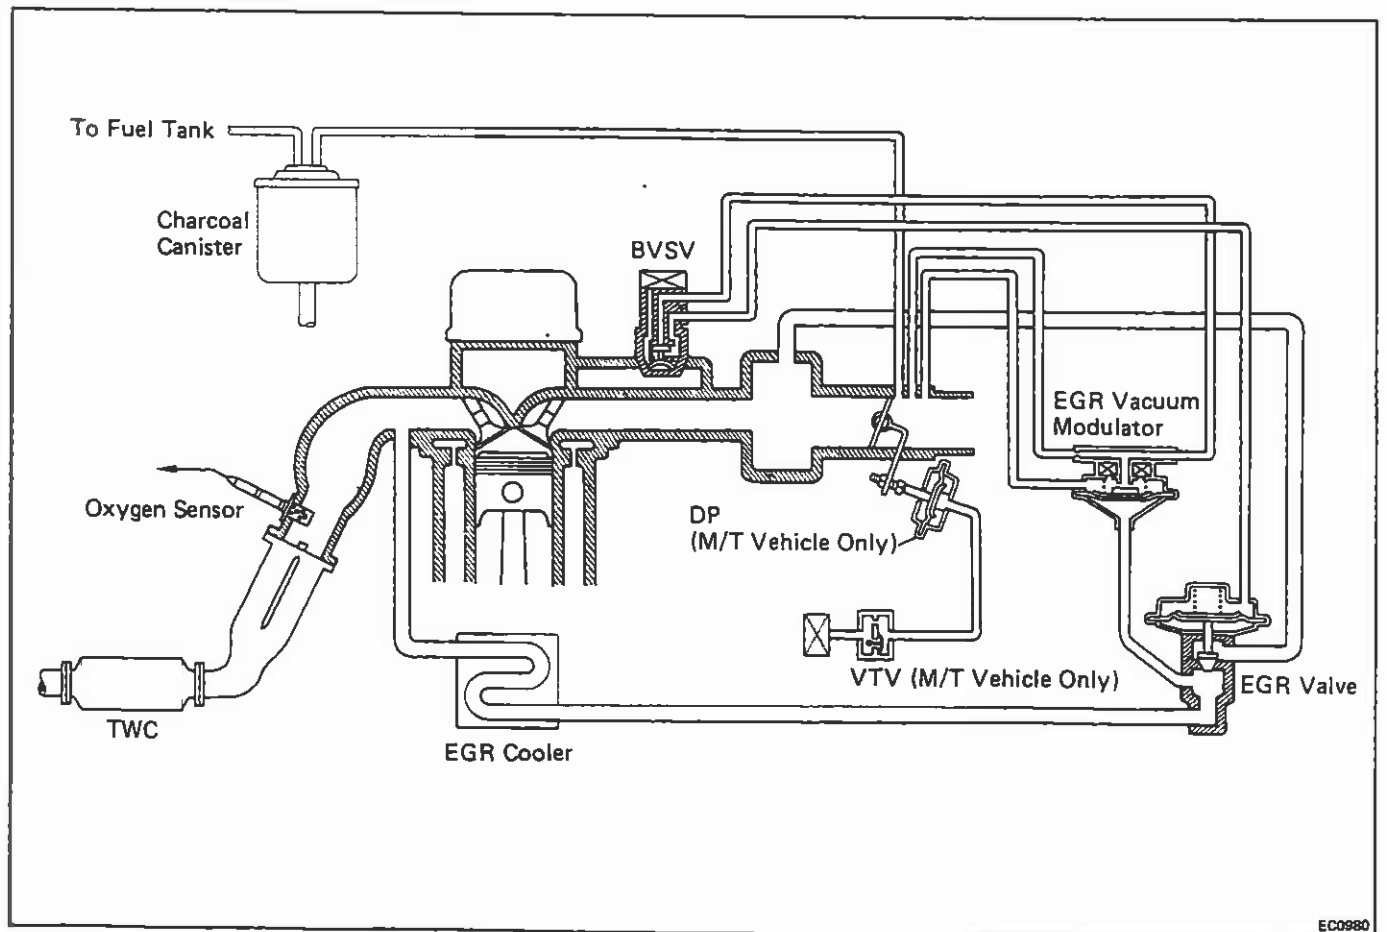 To Fuel Tank
Charcoal
Canister
BVSV
EGR Vacuum
Modulator
Oxygen Sensor
DP
(M/T Vehicle Only)
VTV (M/T Vehicle Only)
EGR Valve
TWC
EGR Cooler
EC0980